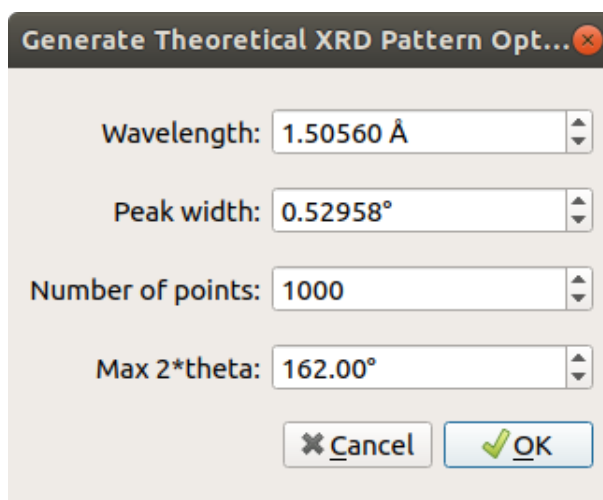 Generate Theoretical XRD Pattern Opt...
Wavelength: 1.50560 Å
Peak width: 0.52958°
Number of points: 1000
Max 2*theta: 162.00°
Cancel OK